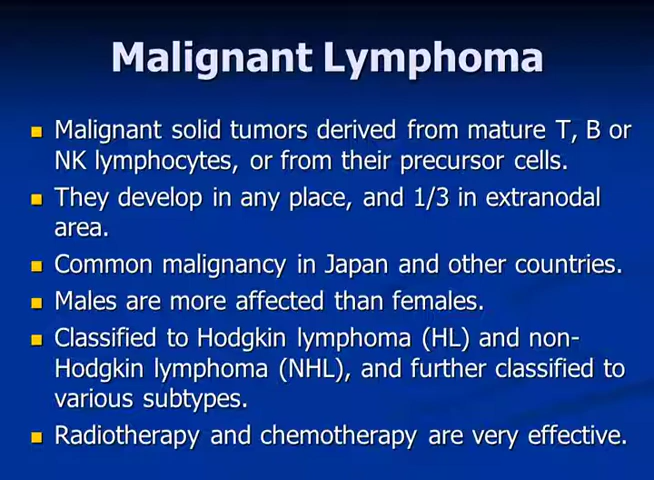 Malignant Lymphoma
Malignant solid tumors derived from mature T, B or
NK lymphocytes, or from their precursor cells.
They develop in any place, and 1/3 in extranodal
area.
Common malignancy in Japan and other countries.
Males are more affected than females.
Classified to Hodgkin lymphoma (HL) and non-
Hodgkin lymphoma (NHL), and further classified to
various subtypes.
Radiotherapy and chemotherapy are very effective.